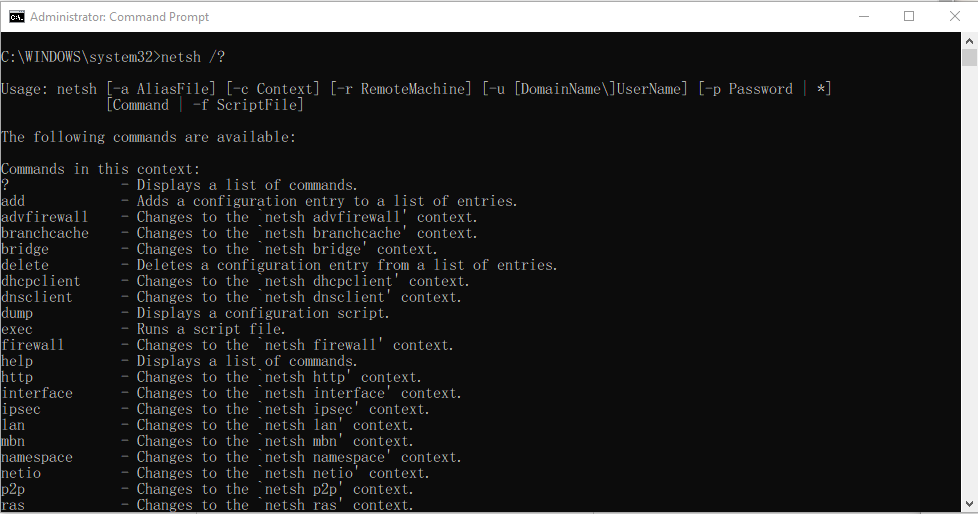 Administrator: Command Prompt
C:\WINDOWS\system32>netsh /?
Usage: netsh [-a AliasFile] [-c Context] [-r RemoteMachine] [-u [DomainName\]UserName] [-p Password | *]
             [Command | -f ScriptFile]
The following commands are available:
Commands in this context:
?              - Displays a list of commands.
add            - Adds a configuration entry to a list of entries.
advfirewall    - Changes to the `netsh advfirewall' context.
branchcache    - Changes to the `netsh branchcache' context.
bridge         - Changes to the `netsh bridge' context.
delete         - Deletes a configuration entry from a list of entries.
dhcpclient     - Changes to the `netsh dhcpclient' context.
dnsclient      - Changes to the `netsh dnsclient' context.
dump           - Displays a configuration script.
exec           - Runs a script file.
firewall       - Changes to the `netsh firewall' context.
help           - Displays a list of commands.
http           - Changes to the `netsh http' context.
interface      - Changes to the `netsh interface' context.
ipsec          - Changes to the `netsh ipsec' context.
lan            - Changes to the `netsh lan' context.
mbn            - Changes to the `netsh mbn' context.
namespace      - Changes to the `netsh namespace' context.
netio          - Changes to the `netsh netio' context.
p2p            - Changes to the `netsh p2p' context.
ras            - Changes to the `netsh ras' context.